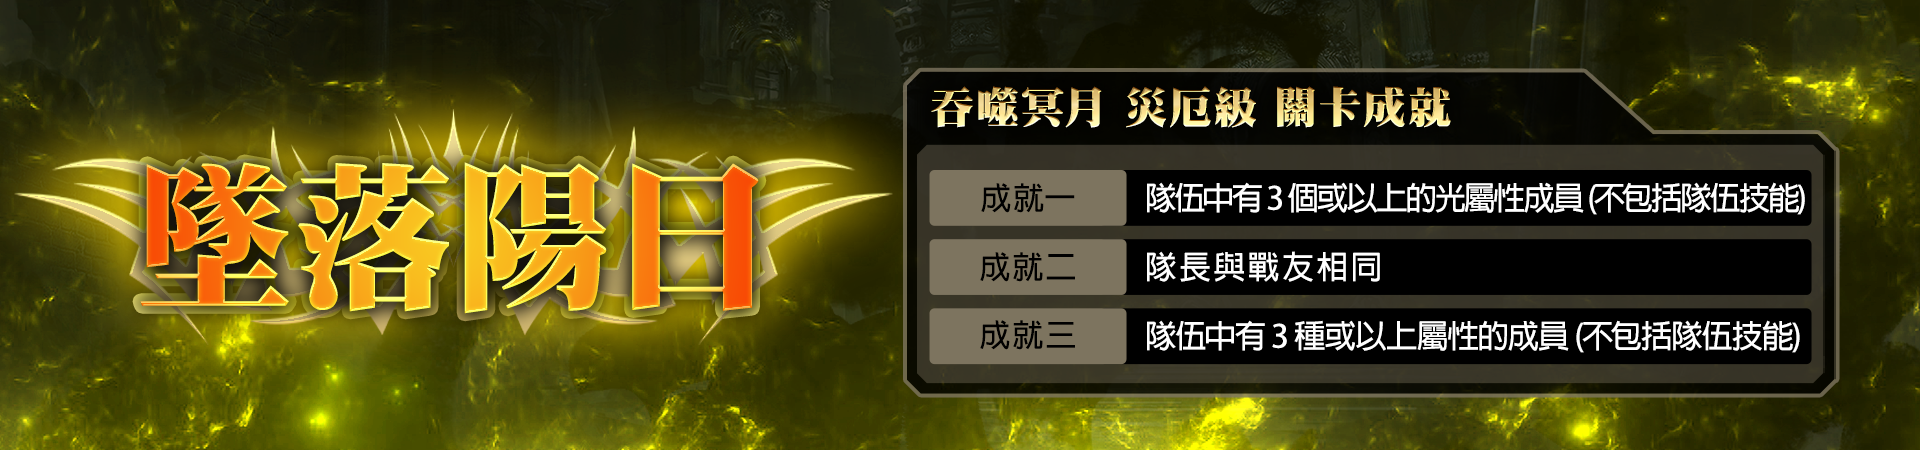 墜落陽日
吞噬冥月 災厄級 關卡成就
成就一 隊伍中有 3 個或以上的光屬性成員 (不包括隊伍技能)
成就二 隊長與戰友相同
成就三 隊伍中有 3 種或以上屬性的成員 (不包括隊伍技能)